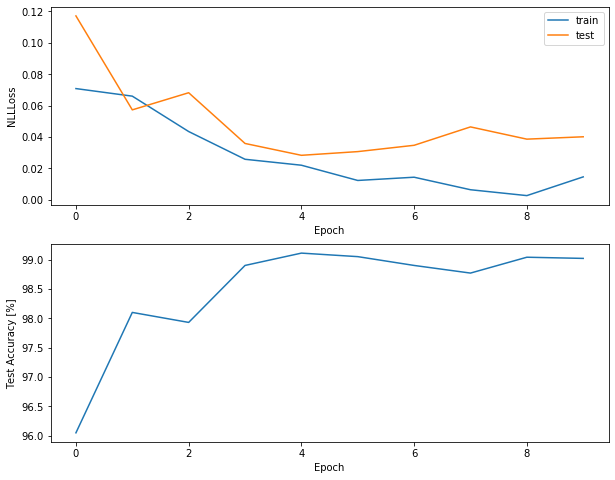 0.12
0.10
0.08
0.06
0.04
0.02
0.00
NLLLoss
train
test
0 2 4 6 8
Epoch
99.0
98.5
98.0
97.5
97.0
96.5
96.0
Test Accuracy [%]
0 2 4 6 8
Epoch